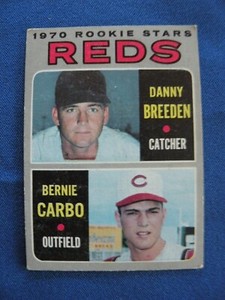 1970 ROOKIE STARS
REDS
DANNY
BREEDEN
CATCHER
BERNIE
CARBO
OUTFIELD
C